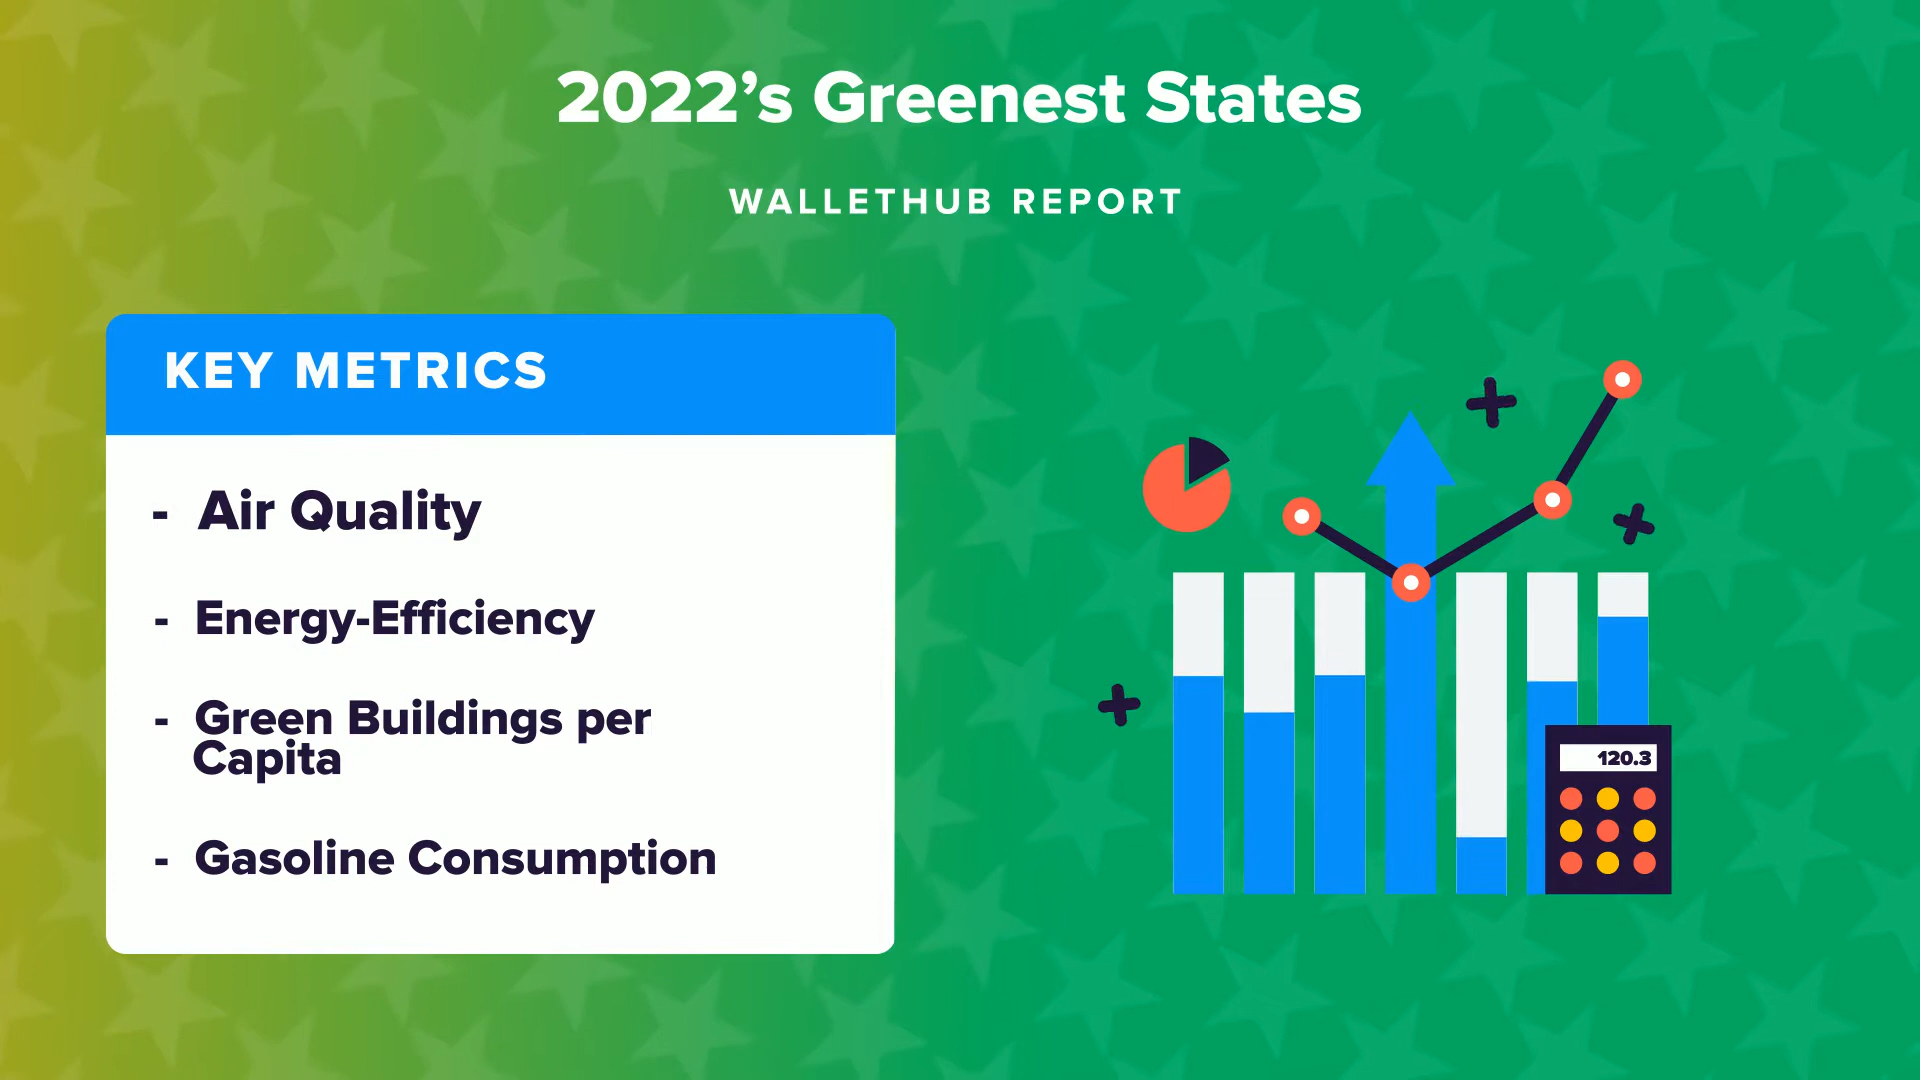 2022’s Greenest States
WALLETHUB REPORT
KEY METRICS
- Air Quality
- Energy-Efficiency
- Green Buildings per
Capita
- Gasoline Consumption
120.3